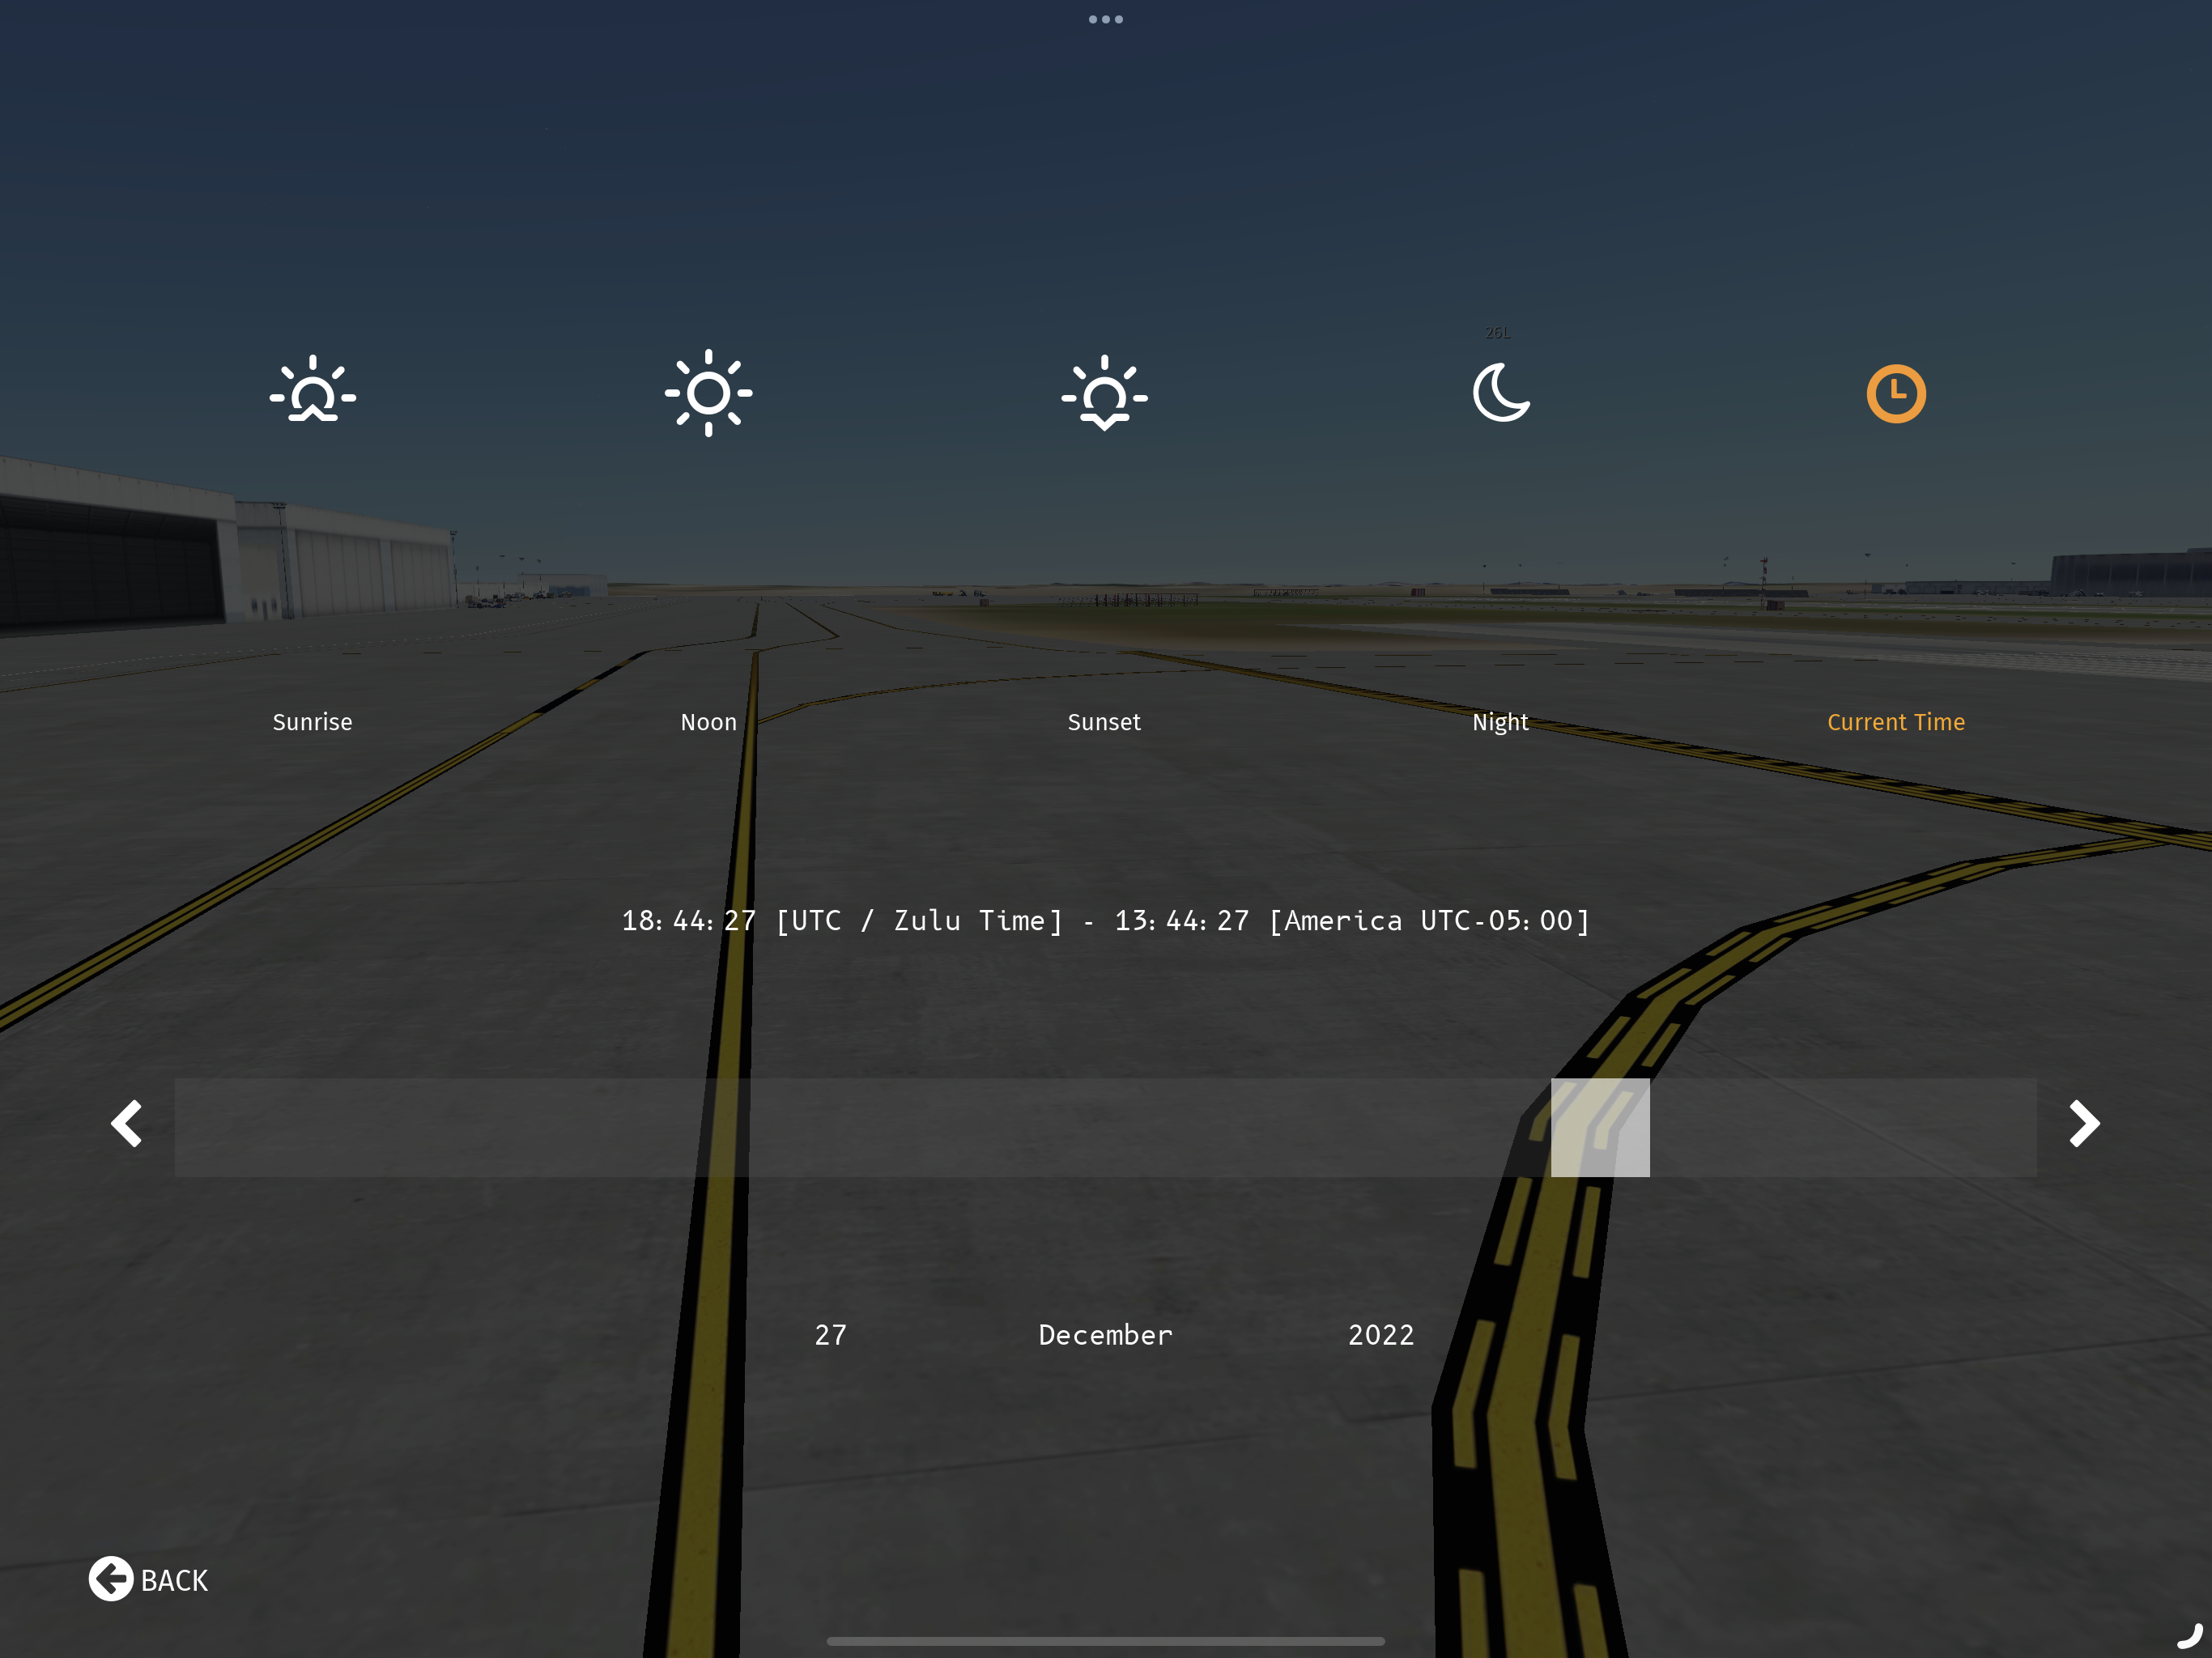 26L
Sunrise Noon Sunset Night Current Time
18:44:27 [UTC / Zulu Time] - 13:44:27 [America UTC-05:00]
27 December 2022
BACK